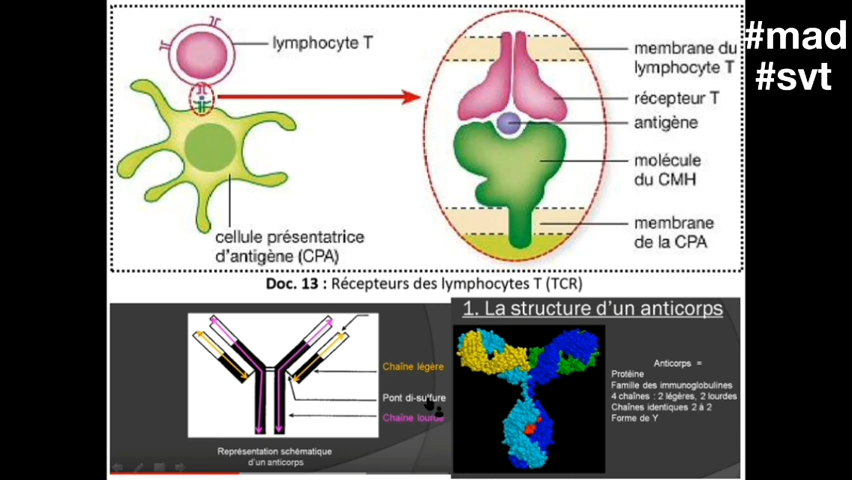 #mad
#svt
lymphocyte T
cellule présentatrice
d'antigène (CPA)
membrane du
lymphocyte T
récepteur T
antigène
molécule
du CMH
membrane
de la CPA
Doc. 13 : Récepteurs des lymphocytes T (TCR)
Chaîne légère
Pont di-sulfure
Chaîne lourde
Représentation schématique
d'un anticorps
1. La structure d'un anticorps
Anticorps =
Protéine
Famille des immunoglobulines
4 chaînes : 2 légères, 2 lourdes
Chaînes identiques 2 à 2
Forme de Y